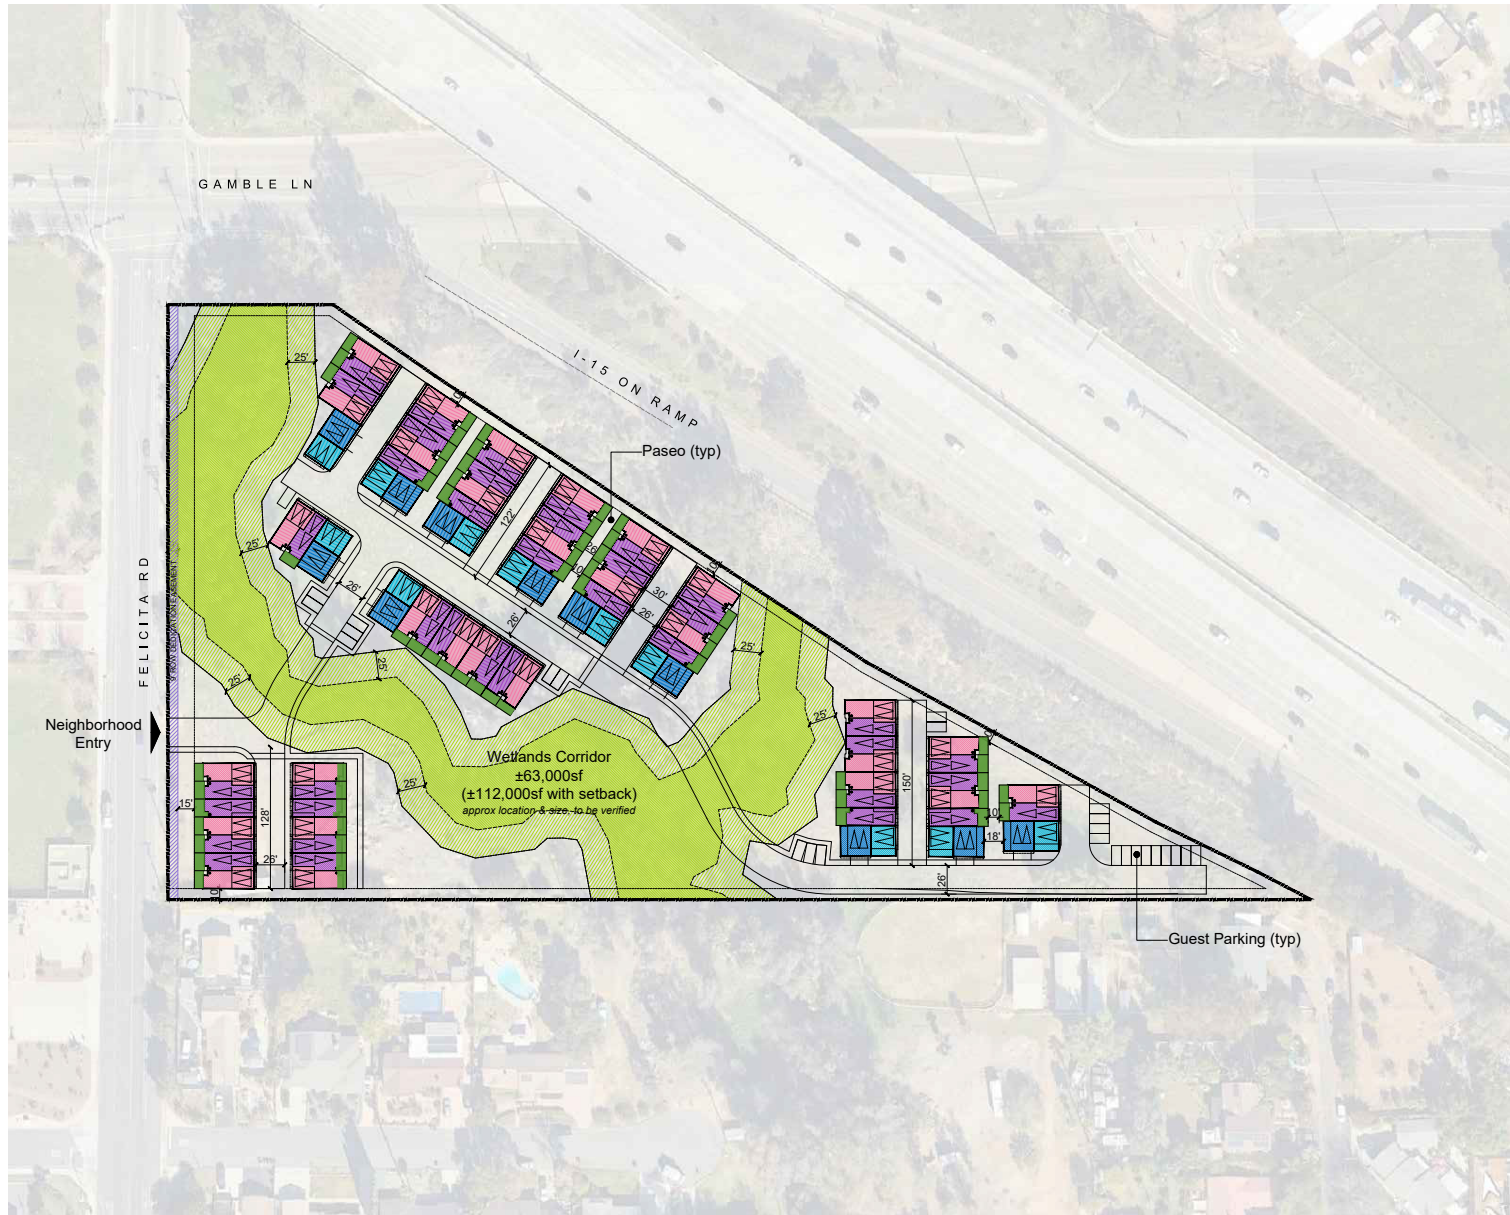 GAMBLE LN
I-15 ON RAMP
25'
Paseo (typ)
122'
26'
10'
30'
26'
10'
FELICITA RD
25'
26'
26'
25'
25'
25'
25'
Neighborhood
Entry
Wetlands Corridor
±63,000sf
(±112,000sf with setback)
approx location & size, to be verified
25'
15'
128'
26'
10'
150'
10'
18'
26'
Guest Parking (typ)